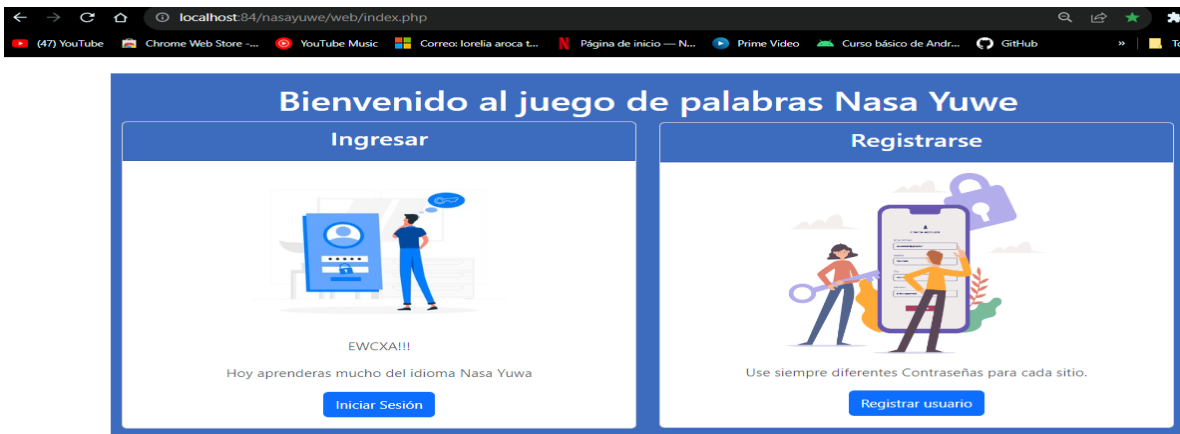 localhost:84/nasayuwe/web/index.php
(47) YouTube Chrome Web Store -... YouTube Music Correo: lorelia aroca t... Página de inicio — N... Prime Video Curso básico de Andr... GitHub »
Bienvenido al juego de palabras Nasa Yuwe
Ingresar
EWCXA!!!
Hoy aprenderas mucho del idioma Nasa Yuwa
Iniciar Sesión
Registrarse
Use siempre diferentes Contraseñas para cada sitio.
Registrar usuario